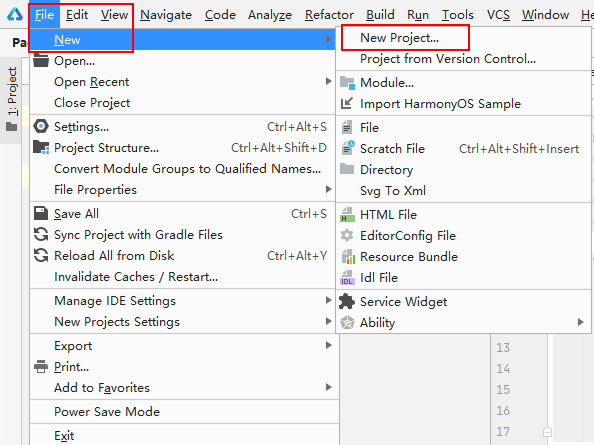 File Edit View Navigate Code Analyze Refactor Build Run Tools VCS Window
Pa
1: Project
New
Open...
Open Recent
Close Project
Settings... Ctrl+Alt+S
Project Structure... Ctrl+Alt+Shift+D
Convert Module Groups to Qualified Names...
File Properties
Save All Ctrl+S
Sync Project with Gradle Files
Reload All from Disk Ctrl+Alt+Y
Invalidate Caches / Restart...
Manage IDE Settings
New Projects Settings
Export
Print...
Add to Favorites
Power Save Mode
Exit
New Project...
Project from Version Control...
Module...
Import HarmonyOS Sample
File
Scratch File Ctrl+Alt+Shift+Insert
Directory
Svg To Xml
HTML File
EditorConfig File
Resource Bundle
IDL Idl File
Service Widget
Ability
13
14
15
16
17